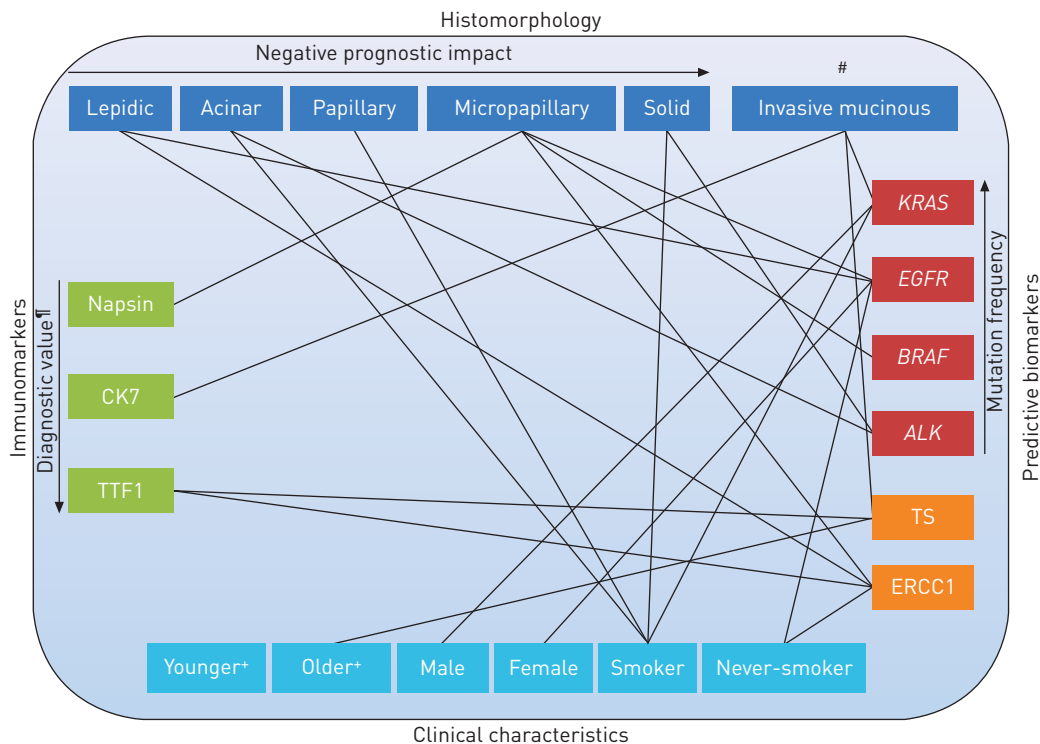 Histomorphology
Negative prognostic impact
#
Lepidic
Acinar
Papillary
Micropapillary
Solid
Invasive mucinous
KRAS
EGFR
BRAF
ALK
TS
ERCC1
Mutation frequency
Predictive biomarkers
Immunomarkers
Diagnostic value¶
Napsin
CK7
TTF1
Younger+
Older+
Male
Female
Smoker
Never-smoker
Clinical characteristics